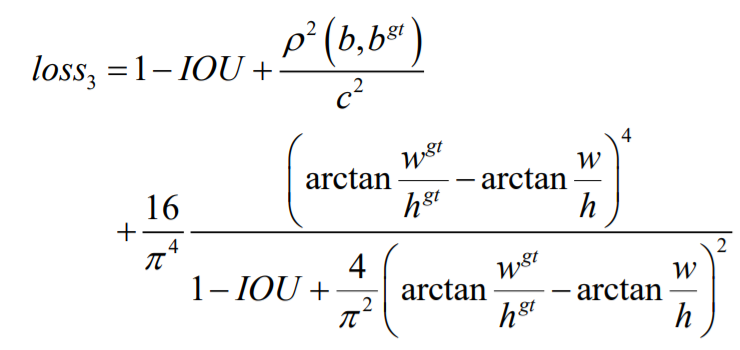 loss₃ = 1 − IOU + ρ²(b,b^{gt}) / c²
+ 16/π⁴ (arctan w^{gt}/h^{gt} − arctan w/h)⁴ / (1 − IOU + 4/π² (arctan w^{gt}/h^{gt} − arctan w/h)²)